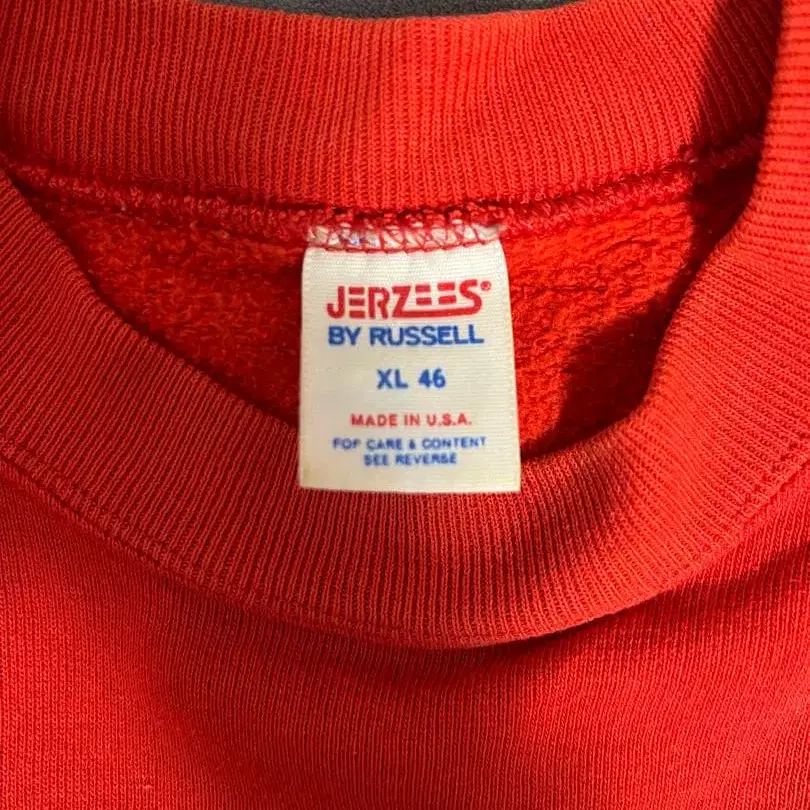 JERZEES®
BY RUSSELL
XL 46
MADE IN U.S.A.
FOR CARE & CONTENT
SEE REVERSE